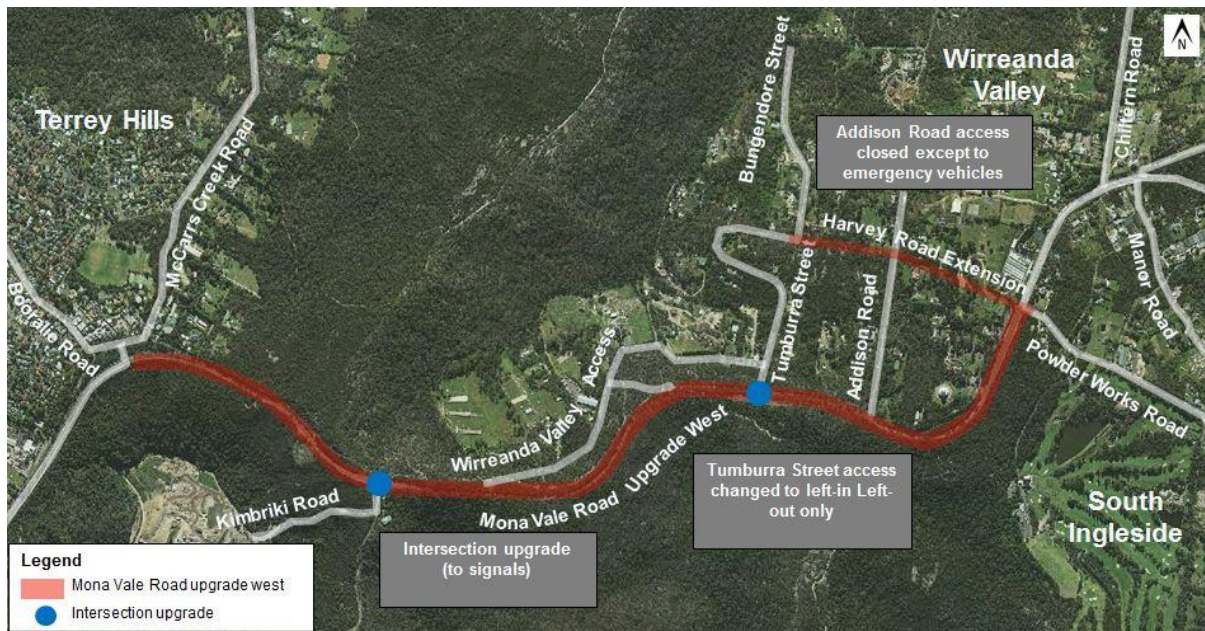 N
Terrey Hills
McCarrs Creek Road
Booralie Road
Bungendore Street
Wirreanda
Valley
Chiltern Road
Addison Road access
closed except to
emergency vehicles
Harvey Road Extension
Manor Road
Tumburra Street
Addison Road
Powder Works Road
Wirreanda Valley Access
Mona Vale Road Upgrade West
Kimbriki Road
Tumburra Street access
changed to left-in Left-
out only
South
Ingleside
Intersection upgrade
(to signals)
Legend
Mona Vale Road upgrade west
Intersection upgrade